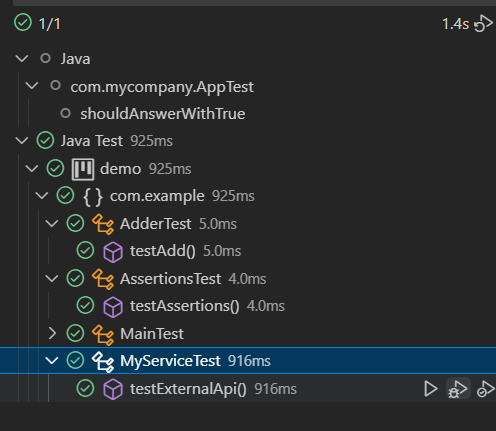 1/1 1.4s
Java
com.mycompany.AppTest
shouldAnswerWithTrue
Java Test 925ms
demo 925ms
{ } com.example 925ms
AdderTest 5.0ms
testAdd() 5.0ms
AssertionsTest 4.0ms
testAssertions() 4.0ms
MainTest
MyServiceTest 916ms
testExternalApi() 916ms